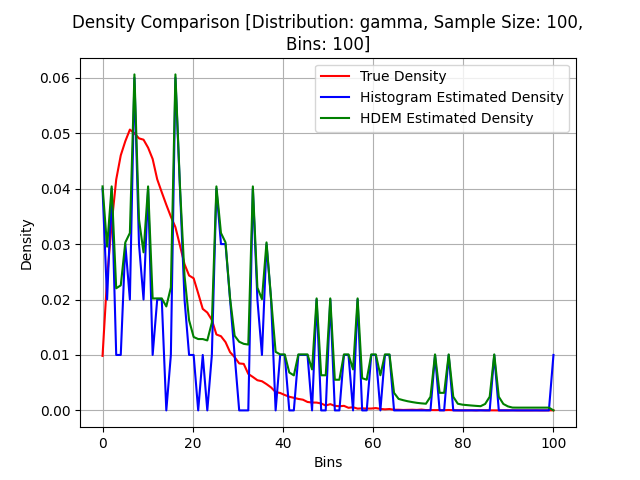 Density Comparison [Distribution: gamma, Sample Size: 100,
Bins: 100]
True Density
Histogram Estimated Density
HDEM Estimated Density
Density
0.06
0.05
0.04
0.03
0.02
0.01
0.00
0
20
40
60
80
100
Bins